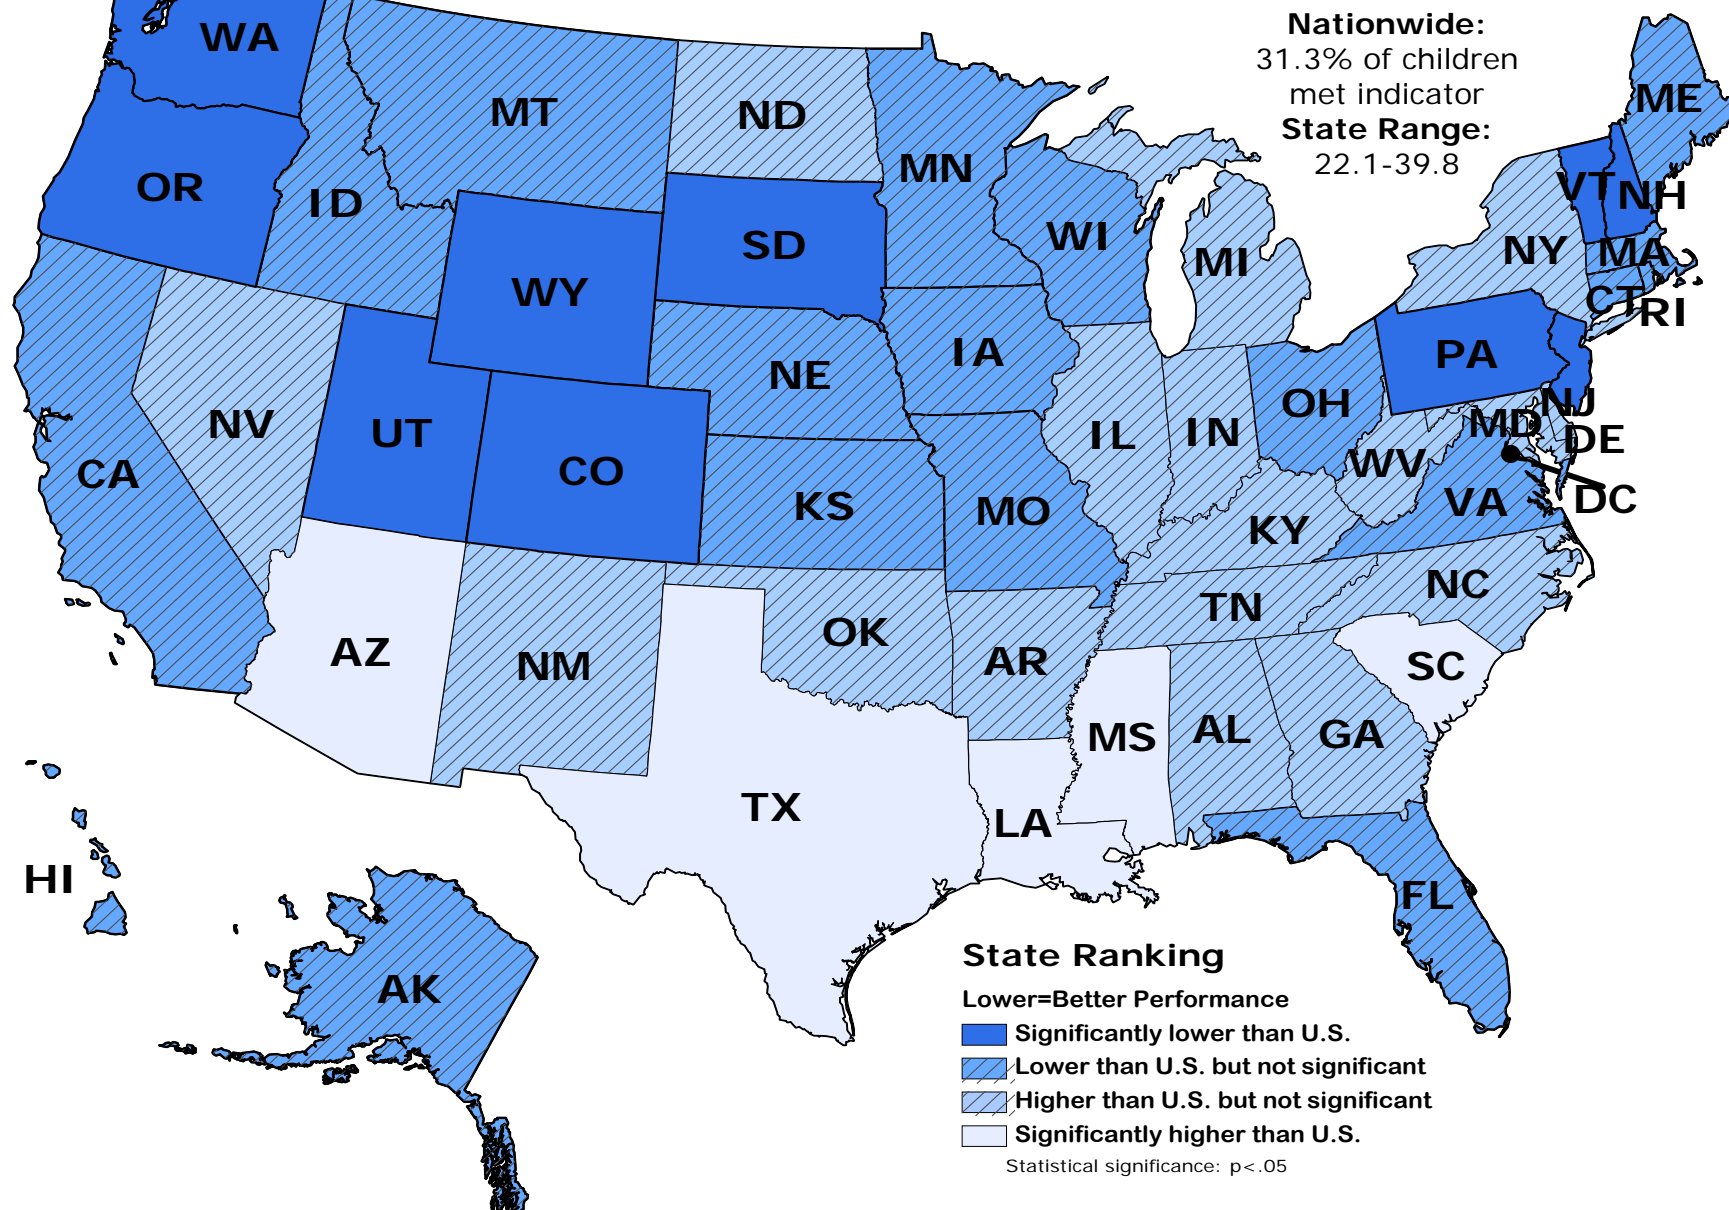 Nationwide:
31.3% of children
met indicator
State Range:
22.1-39.8
WA
MT
ND
MN
ME
OR
ID
SD
WI
MI
VT
NH
NY
MA
WY
CT
RI
IA
PA
NE
NV
UT
IL
IN
OH
NJ
MD
DE
CA
CO
KS
MO
KY
WV
VA
DC
AZ
NM
OK
AR
TN
NC
SC
MS
AL
GA
TX
LA
HI
FL
AK
State Ranking
Lower=Better Performance
Significantly lower than U.S.
Lower than U.S. but not significant
Higher than U.S. but not significant
Significantly higher than U.S.
Statistical significance: p<.05